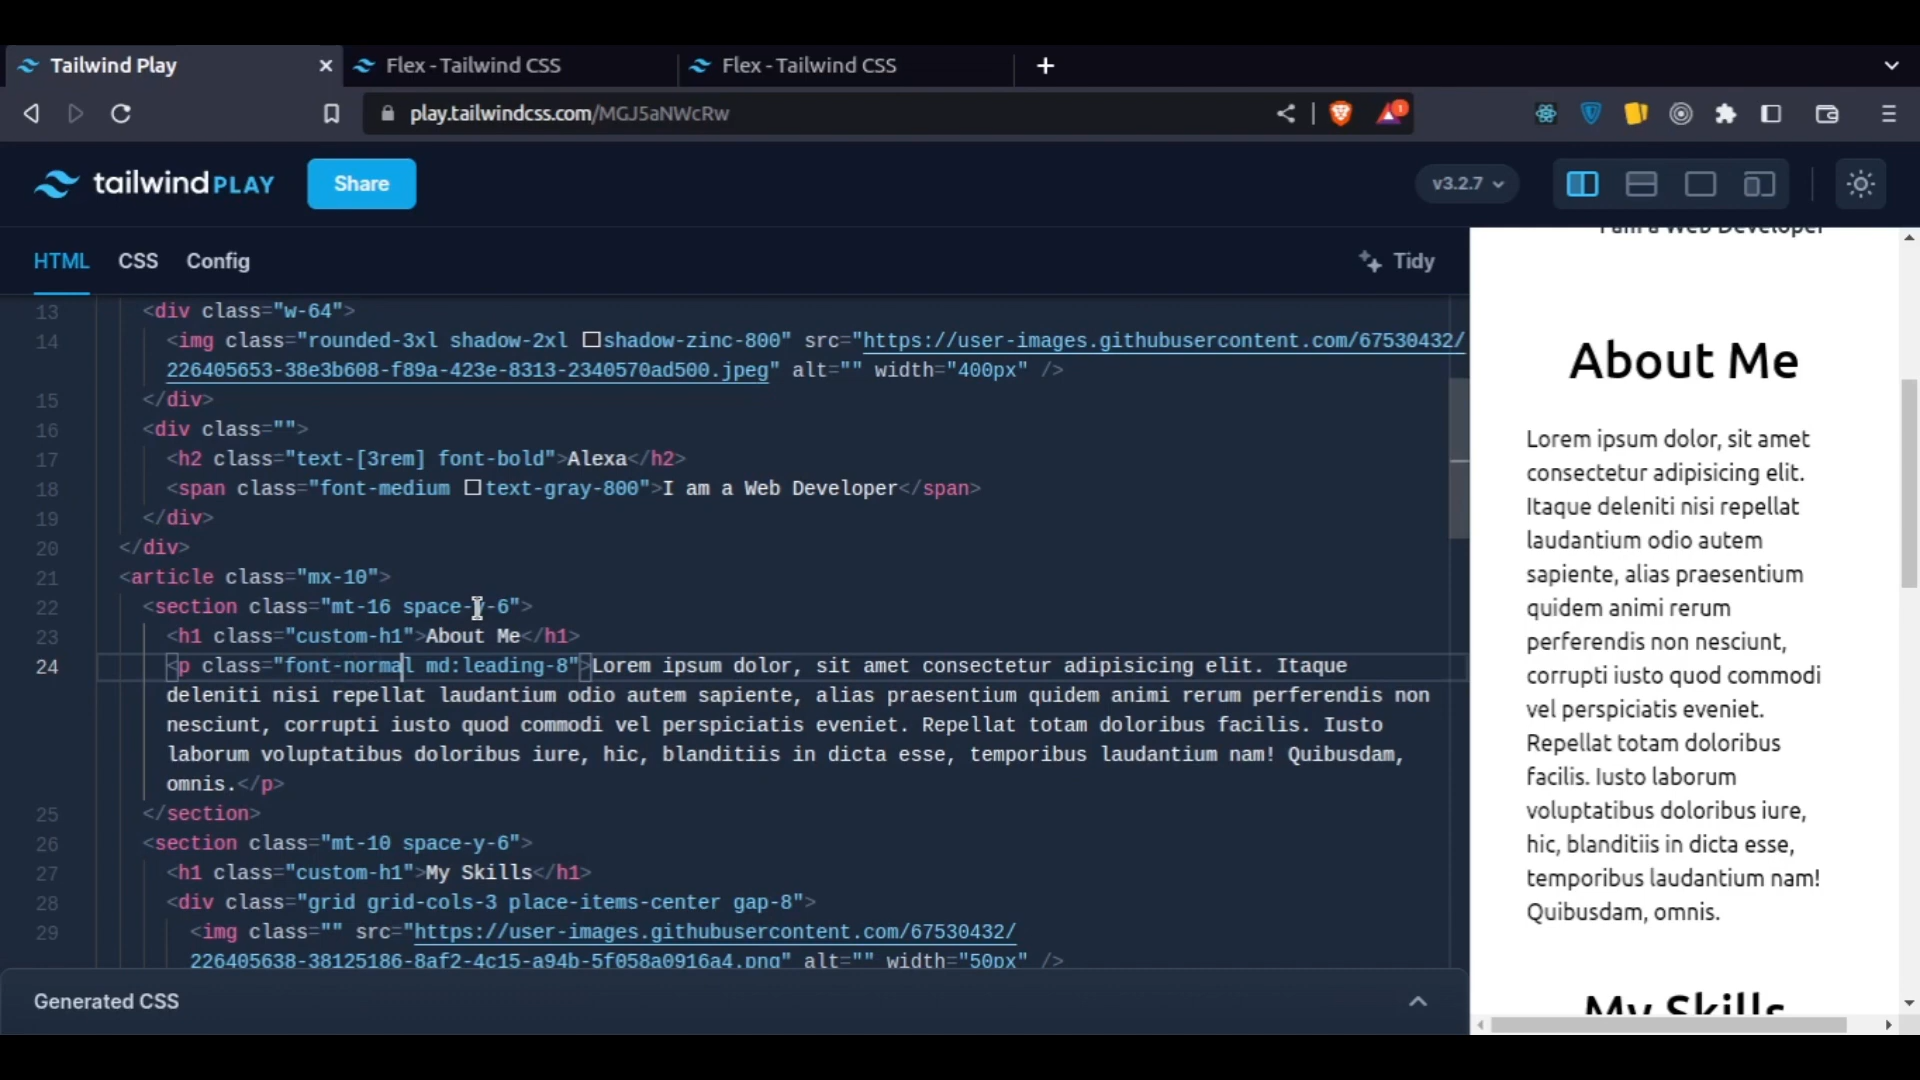 Tailwind Play
Flex - Tailwind CSS
Flex - Tailwind CSS
play.tailwindcss.com/MGJ5aNWcRw
1
tailwind PLAY
Share
v3.2.7
HTML
CSS
Config
Tidy
13 <div class="w-64">
14 <img class="rounded-3xl shadow-2xl shadow-zinc-800" src="https://user-images.githubusercontent.com/67530432/
226405653-38e3b608-f89a-423e-8313-2340570ad500.jpeg" alt="" width="400px" />
15 </div>
16 <div class="">
17 <h2 class="text-[3rem] font-bold">Alexa</h2>
18 <span class="font-medium text-gray-800">I am a Web Developer</span>
19 </div>
20 </div>
21 <article class="mx-10">
22 <section class="mt-16 space-y-6">
23 <h1 class="custom-h1">About Me</h1>
24 <p class="font-normal md:leading-8">Lorem ipsum dolor, sit amet consectetur adipisicing elit. Itaque
deleniti nisi repellat laudantium odio autem sapiente, alias praesentium quidem animi rerum perferendis non
nesciunt, corrupti iusto quod commodi vel perspiciatis eveniet. Repellat totam doloribus facilis. Iusto
laborum voluptatibus doloribus iure, hic, blanditiis in dicta esse, temporibus laudantium nam! Quibusdam,
omnis.</p>
25 </section>
26 <section class="mt-10 space-y-6">
27 <h1 class="custom-h1">My Skills</h1>
28 <div class="grid grid-cols-3 place-items-center gap-8">
29 <img class="" src="https://user-images.githubusercontent.com/67530432/
226405638-38125186-8af2-4c15-a94b-5f058a0916a4.png" alt="" width="50px" />
Generated CSS
I am a Web Developer
About Me
Lorem ipsum dolor, sit amet
consectetur adipisicing elit.
Itaque deleniti nisi repellat
laudantium odio autem
sapiente, alias praesentium
quidem animi rerum
perferendis non nesciunt,
corrupti iusto quod commodi
vel perspiciatis eveniet.
Repellat totam doloribus
facilis. Iusto laborum
voluptatibus doloribus iure,
hic, blanditiis in dicta esse,
temporibus laudantium nam!
Quibusdam, omnis.
My Skills